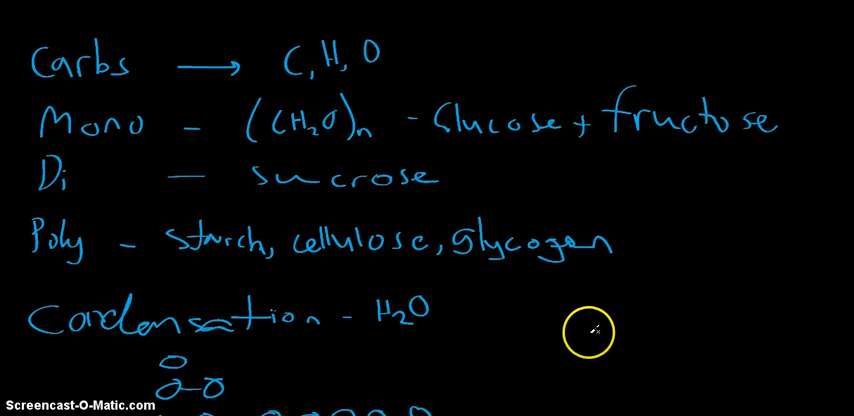 Carbs → C, H, O
Mono - (CH₂O)n - Glucose + fructose
Di - sucrose
Poly - starch, cellulose, glycogen
Condensation - H₂O
Screencast-O-Matic.com